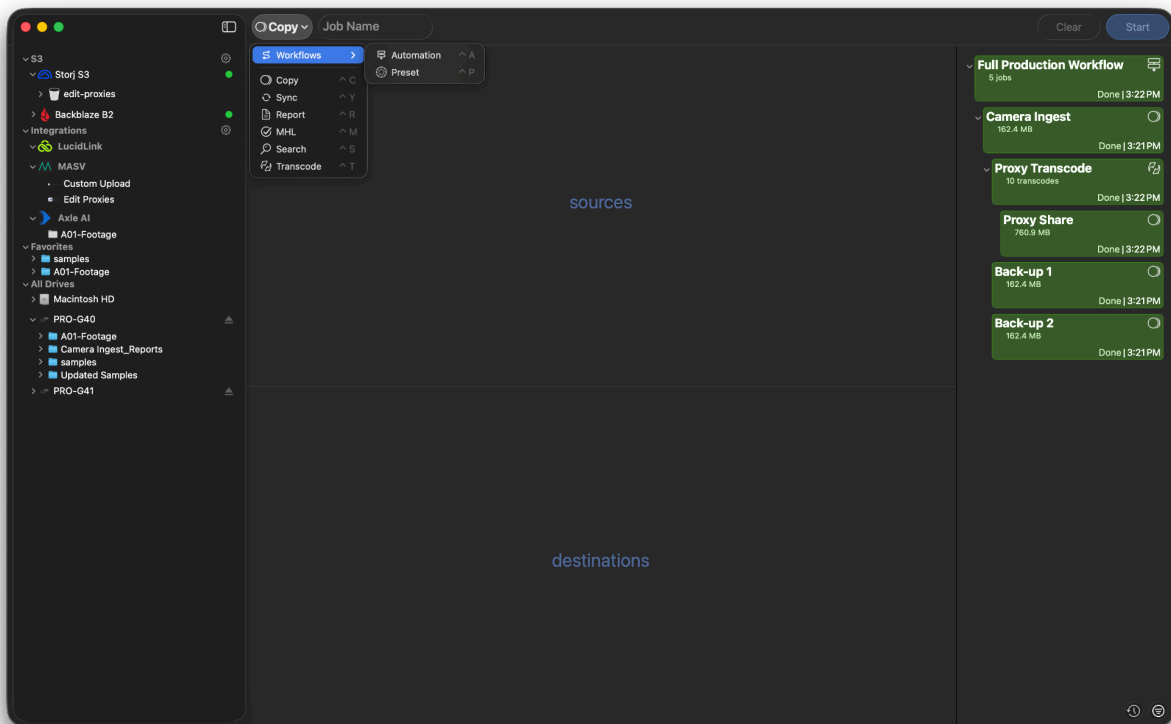 Copy
Job Name
Clear
Start
S3
Storj S3
edit-proxies
Backblaze B2
Integrations
LucidLink
MASV
Custom Upload
Edit Proxies
Axle AI
A01-Footage
Favorites
samples
A01-Footage
All Drives
Macintosh HD
PRO-G40
A01-Footage
Camera Ingest_Reports
samples
Updated Samples
PRO-G41
Workflows
Copy ^ C
Sync ^ Y
Report ^ R
MHL ^ M
Search ^ S
Transcode ^ T
Automation ^ A
Preset ^ P
sources
destinations
Full Production Workflow
5 jobs
Done | 3:22 PM
Camera Ingest
162.4 MB
Done | 3:21 PM
Proxy Transcode
10 transcodes
Done | 3:22 PM
Proxy Share
760.9 MB
Done | 3:22 PM
Back-up 1
162.4 MB
Done | 3:21 PM
Back-up 2
162.4 MB
Done | 3:21 PM